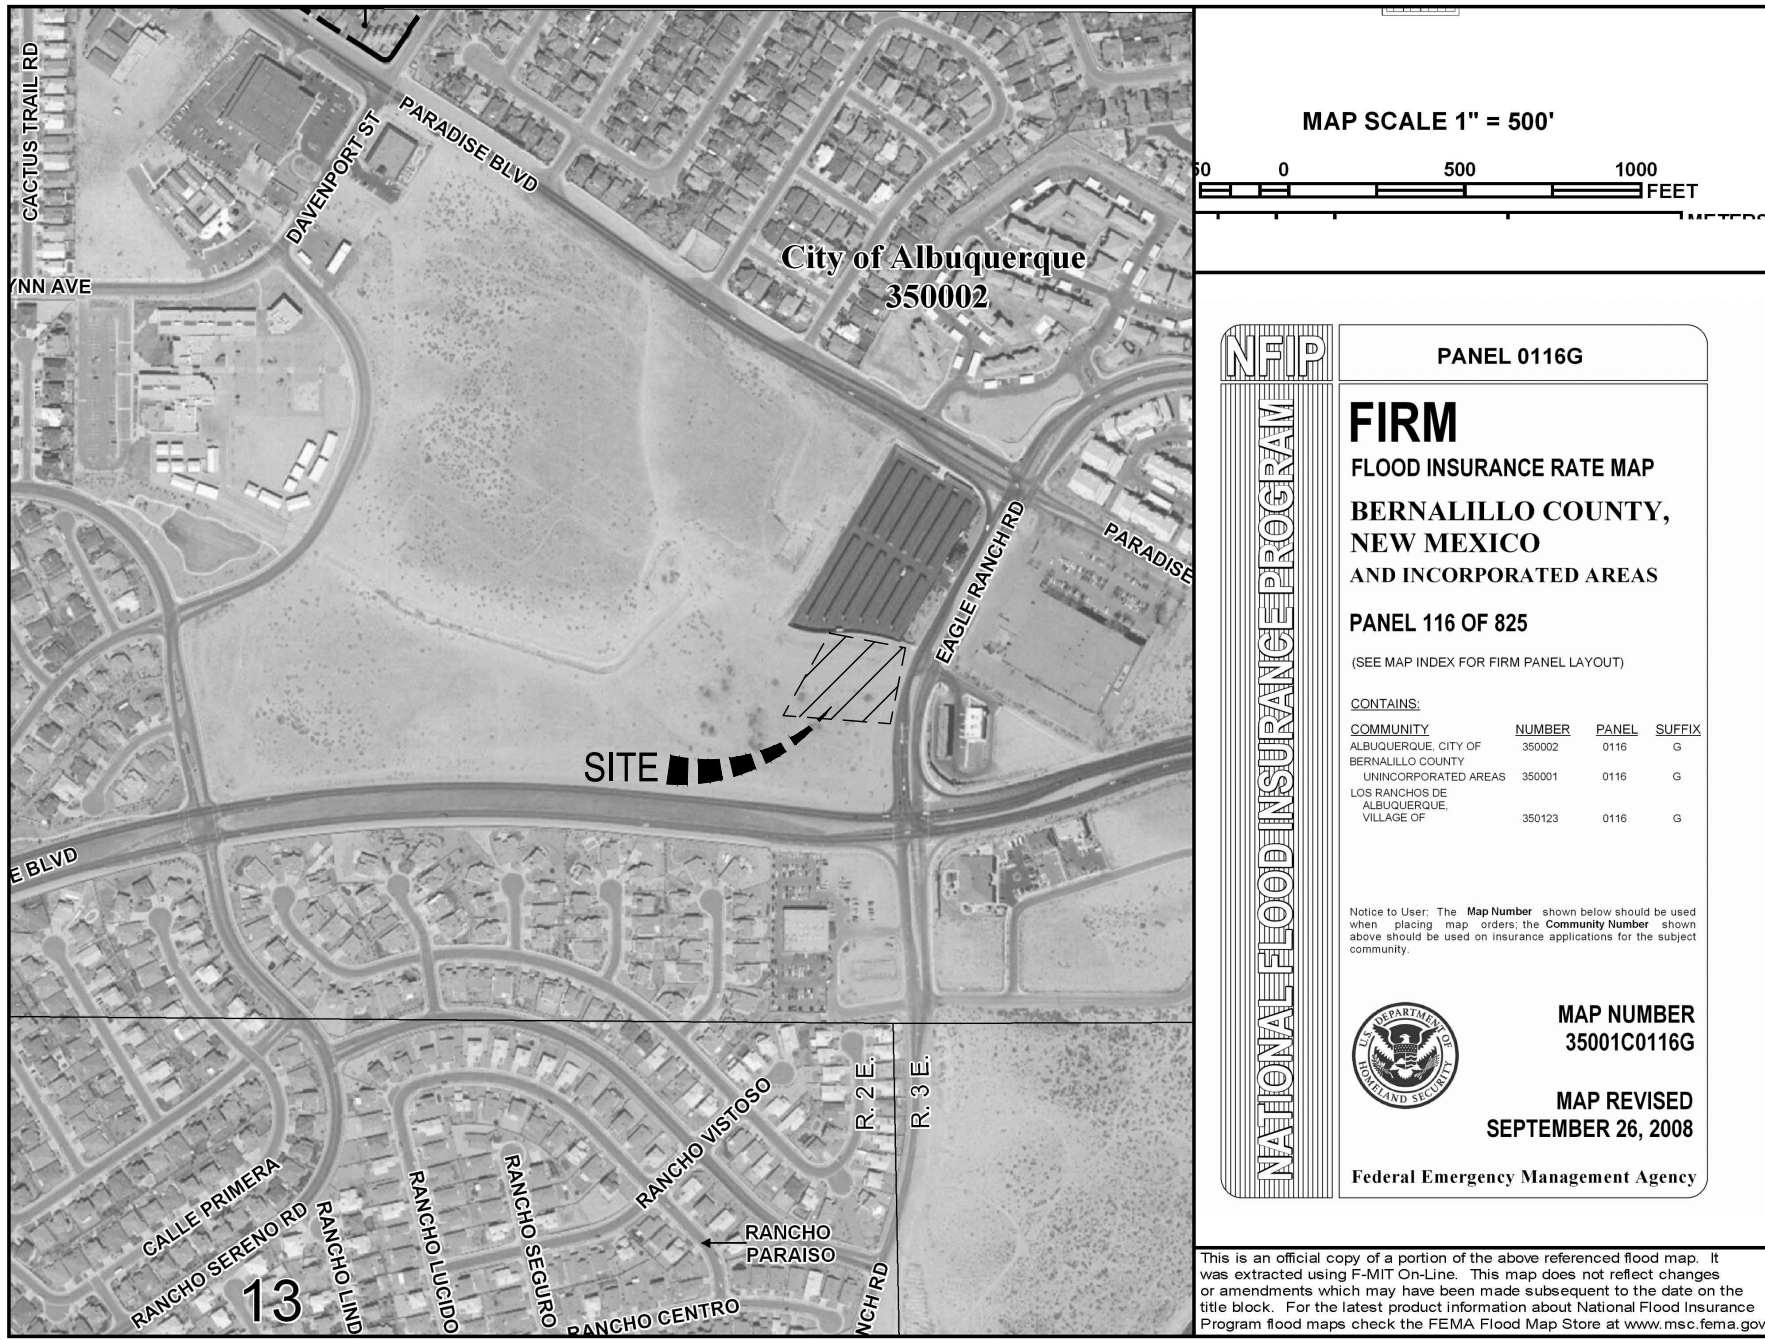 CACTUS TRAIL RD
PARADISE BLVD
DAVENPORT ST
City of Albuquerque
350002
YNN AVE
EAGLE RANCH RD
PARADISE
SITE
E BLVD
R. 2 E.
R. 3 E.
RANCHO VISTOSO
CALLE PRIMERA
RANCHO SERENO RD
RANCHO LIND
RANCHO LUCIDO
RANCHO SEGURO
RANCHO
PARAISO
RANCHO CENTRO
NCH RD
13
MAP SCALE 1" = 500'
50 0 500 1000
FEET
METERS
NFIP
PANEL 0116G
NATIONAL FLOOD INSURANCE PROGRAM
FIRM
FLOOD INSURANCE RATE MAP
BERNALILLO COUNTY,
NEW MEXICO
AND INCORPORATED AREAS
PANEL 116 OF 825
(SEE MAP INDEX FOR FIRM PANEL LAYOUT)
CONTAINS:
COMMUNITY NUMBER PANEL SUFFIX
ALBUQUERQUE, CITY OF 350002 0116 G
BERNALILLO COUNTY
UNINCORPORATED AREAS 350001 0116 G
LOS RANCHOS DE
ALBUQUERQUE,
VILLAGE OF 350123 0116 G
Notice to User: The Map Number shown below should be used
when placing map orders; the Community Number shown
above should be used on insurance applications for the subject
community.
U.S. DEPARTMENT OF
HOMELAND SECURITY
MAP NUMBER
35001C0116G
MAP REVISED
SEPTEMBER 26, 2008
Federal Emergency Management Agency
This is an official copy of a portion of the above referenced flood map. It
was extracted using F-MIT On-Line. This map does not reflect changes
or amendments which may have been made subsequent to the date on the
title block. For the latest product information about National Flood Insurance
Program flood maps check the FEMA Flood Map Store at www.msc.fema.gov